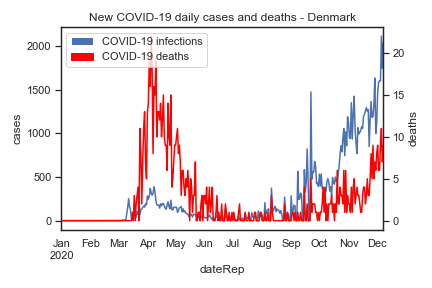 New COVID-19 daily cases and deaths - Denmark
COVID-19 infections
COVID-19 deaths
2000
1500
1000
500
0
cases
20
15
10
5
0
deaths
Jan Feb Mar Apr May Jun Jul Aug Sep Oct Nov Dec
2020
dateRep